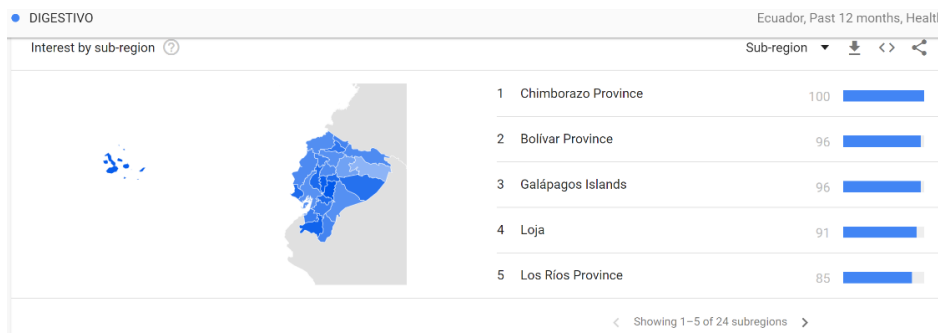 DIGESTIVO
Ecuador, Past 12 months, Health
Interest by sub-region
Sub-region
1 Chimborazo Province 100
2 Bolívar Province 96
3 Galápagos Islands 96
4 Loja 91
5 Los Ríos Province 85
Showing 1–5 of 24 subregions